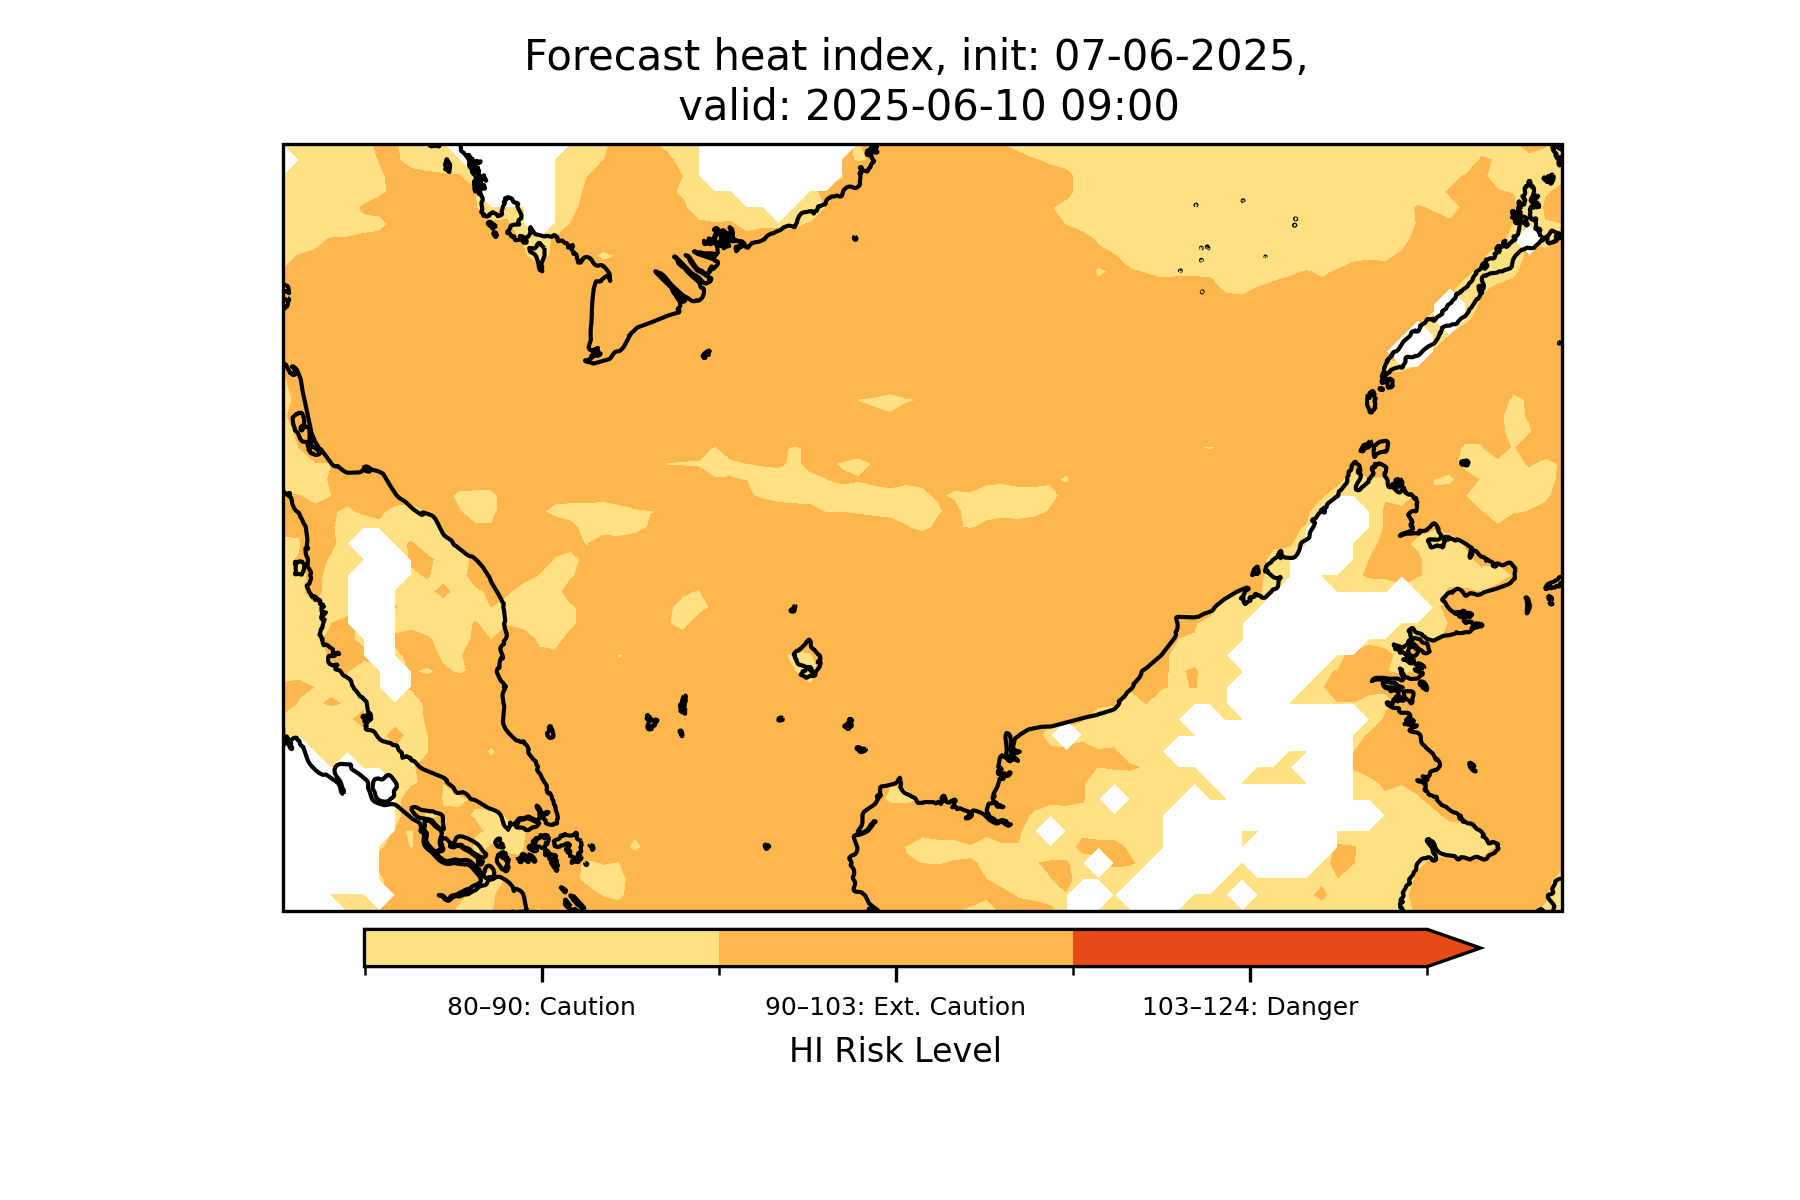 Forecast heat index, init: 07-06-2025,
valid: 2025-06-10 09:00
80–90: Caution
90–103: Ext. Caution
103–124: Danger
HI Risk Level